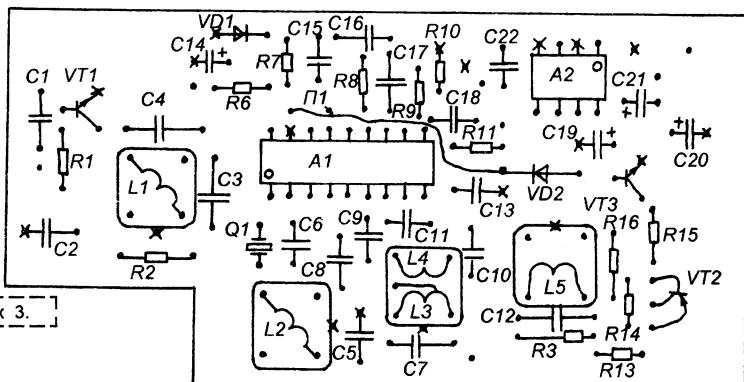 VD1 C15 C16
C14 + R7 C17 R10 C22
C1 VT1 R8 A2 C21
C4 R6 П1 R9 C18 + C20
R1 R11 C19 + +
A1
L1 C3 C13 VD2 VT3
C2 R2 Q1 C6 C9 C11 R16 R15
C8 L4 C10 L5 VT2
L2 L3 C12
к 3. C5 C7 R3 R14
R13